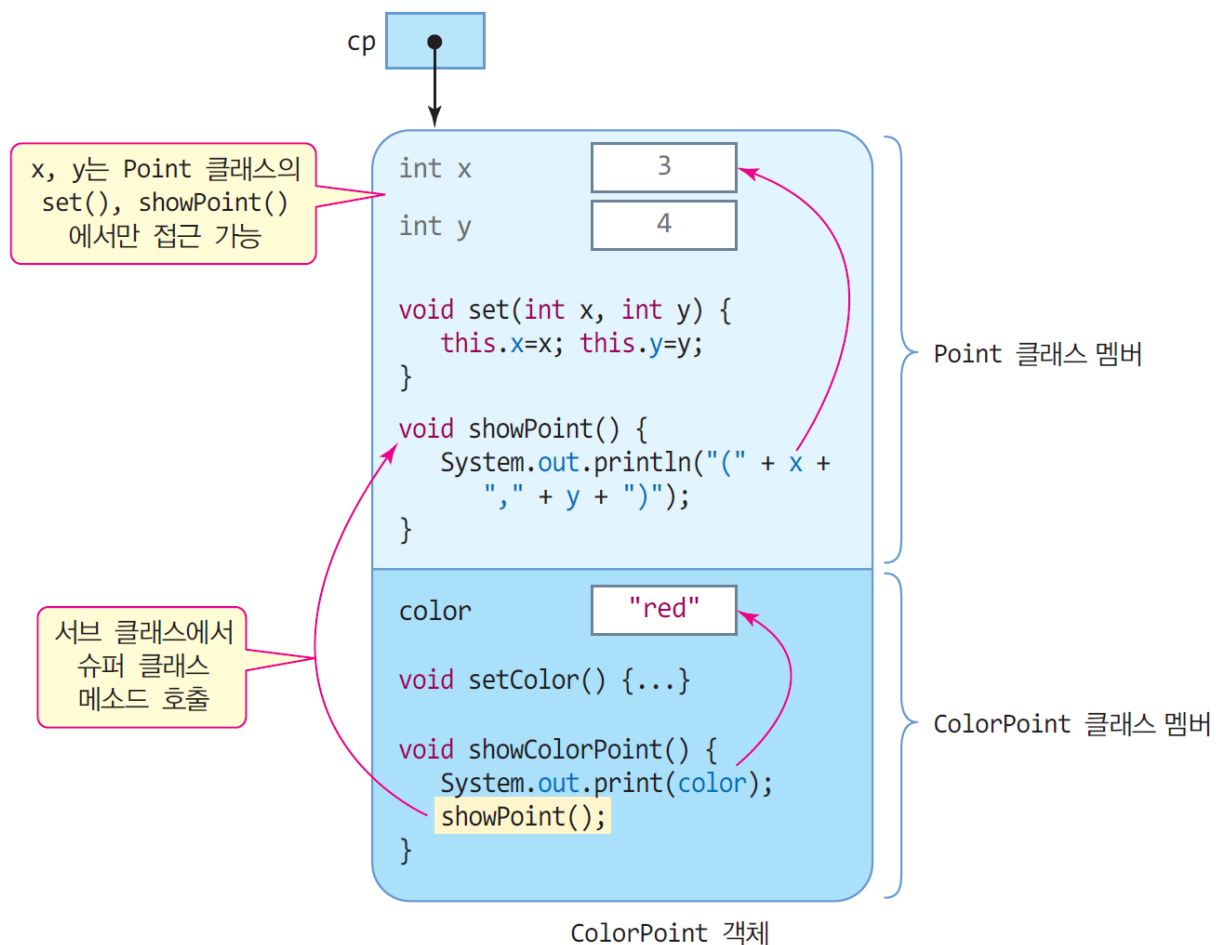 cp
x, y는 Point 클래스의
set(), showPoint()
에서만 접근 가능
int x
3
int y
4
void set(int x, int y) {
this.x=x; this.y=y;
}
void showPoint() {
System.out.println("(" + x +
"," + y + ")");
}
Point 클래스 멤버
서브 클래스에서
슈퍼 클래스
메소드 호출
color
"red"
void setColor() {...}
void showColorPoint() {
System.out.print(color);
showPoint();
}
ColorPoint 클래스 멤버
ColorPoint 객체